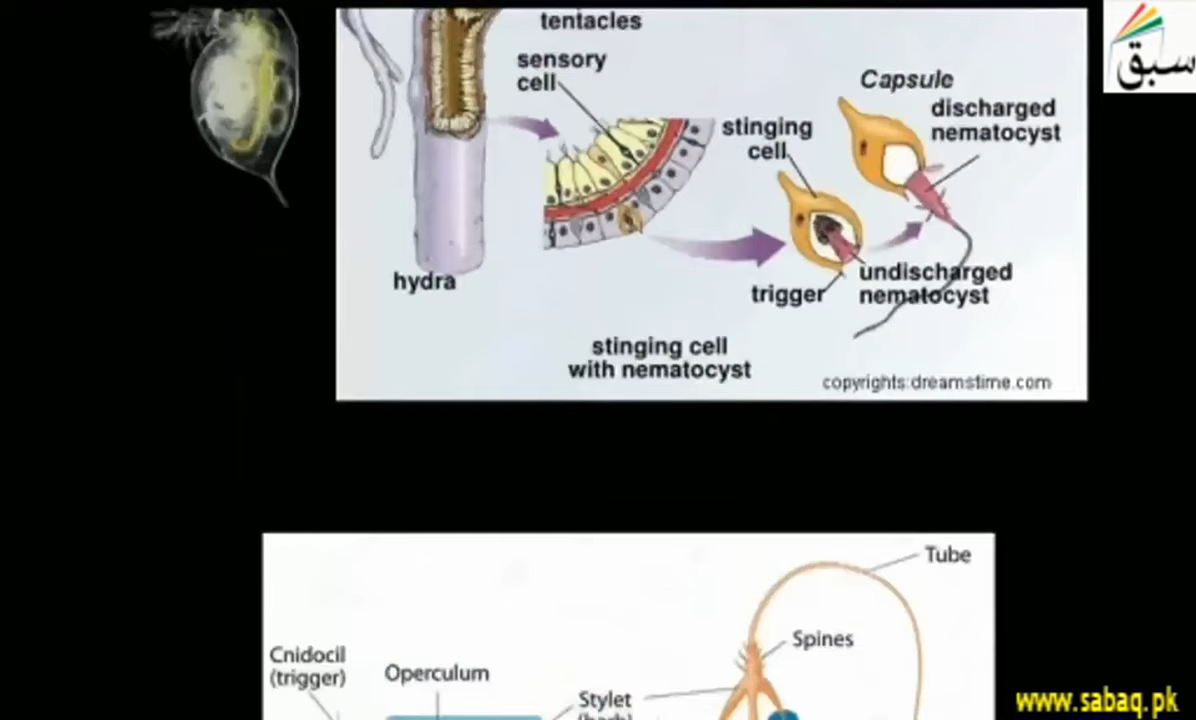 tentacles
sensory
cell
Capsule
discharged
nematocyst
stinging
cell
hydra
trigger
undischarged
nematocyst
stinging cell
with nematocyst
copyrights:dreamstime.com
سبق
Tube
Spines
Cnidocil
(trigger)
Operculum
Stylet
(barb)
www.sabaq.pk